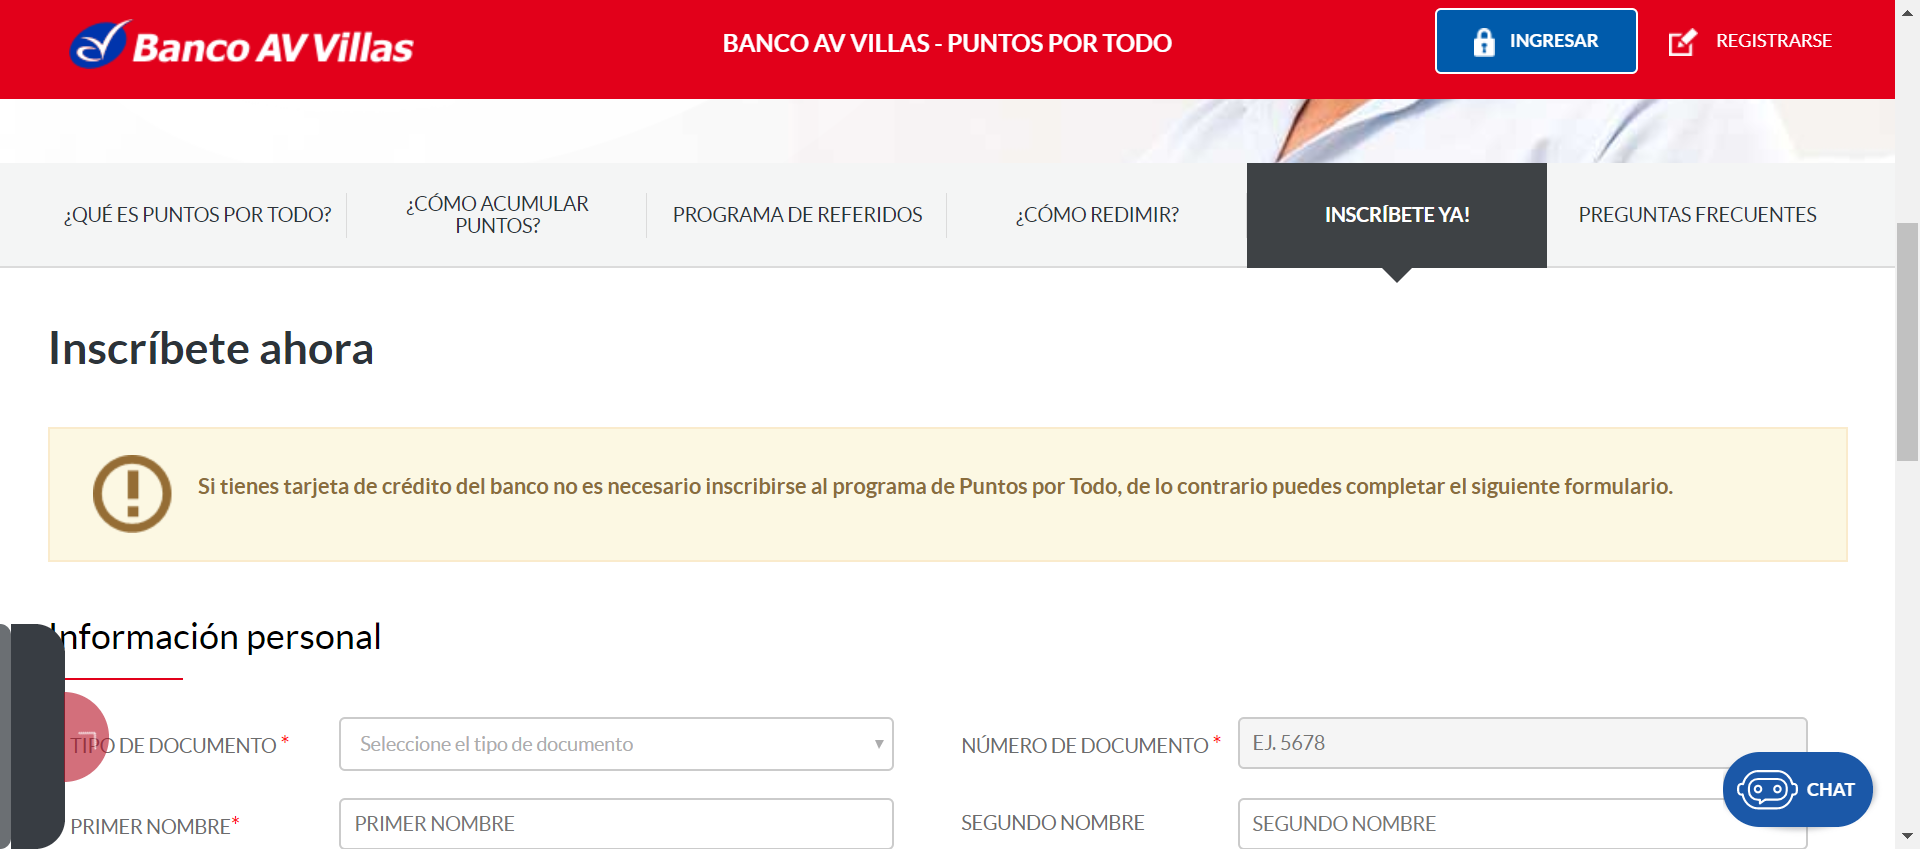 Banco AV Villas
BANCO AV VILLAS - PUNTOS POR TODO
INGRESAR
REGISTRARSE
¿QUÉ ES PUNTOS POR TODO?
¿CÓMO ACUMULAR
PUNTOS?
PROGRAMA DE REFERIDOS
¿CÓMO REDIMIR?
INSCRÍBETE YA!
PREGUNTAS FRECUENTES
Inscríbete ahora
Si tienes tarjeta de crédito del banco no es necesario inscribirse al programa de Puntos por Todo, de lo contrario puedes completar el siguiente formulario.
Información personal
TIPO DE DOCUMENTO *
Seleccione el tipo de documento
NÚMERO DE DOCUMENTO *
EJ. 5678
CHAT
PRIMER NOMBRE*
PRIMER NOMBRE
SEGUNDO NOMBRE
SEGUNDO NOMBRE